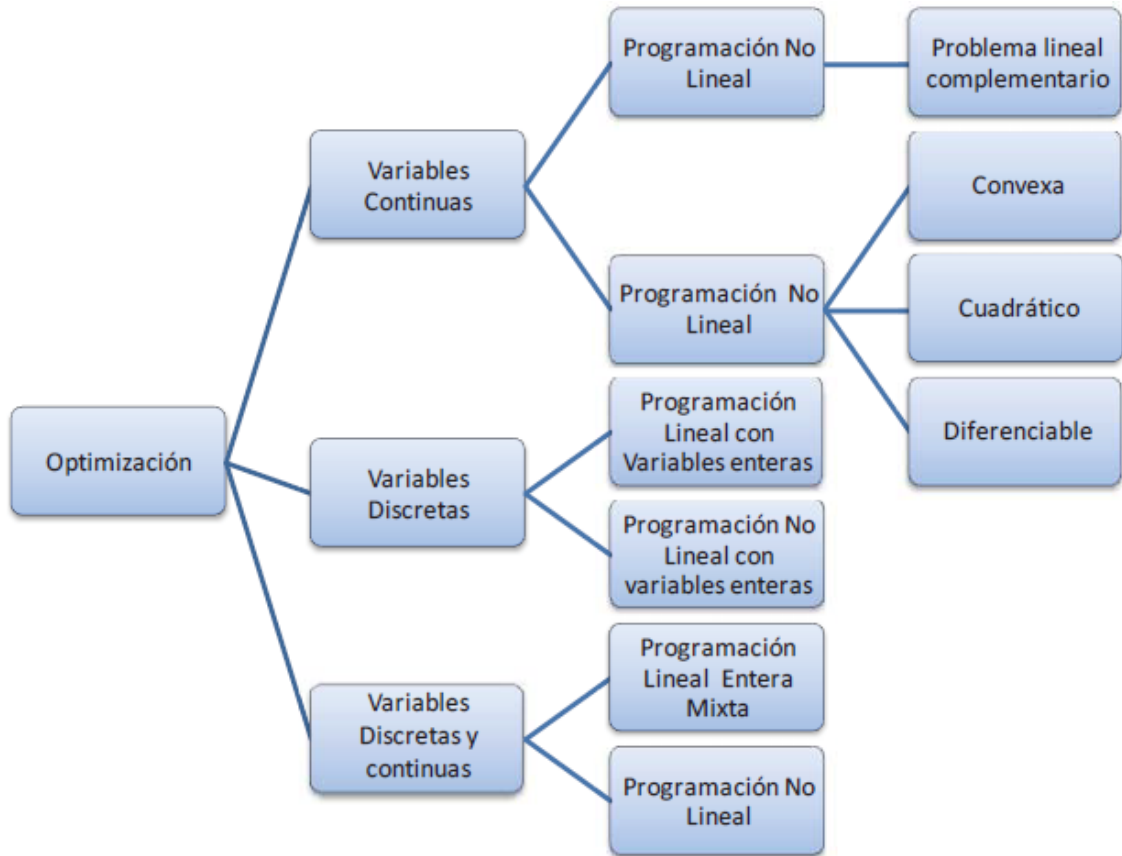 Optimización
Variables
Continuas
Programación No
Lineal
Problema lineal
complementario
Programación No
Lineal
Convexa
Cuadrático
Diferenciable
Variables
Discretas
Programación
Lineal con
Variables enteras
Programación No
Lineal con
variables enteras
Variables
Discretas y
continuas
Programación
Lineal Entera
Mixta
Programación No
Lineal